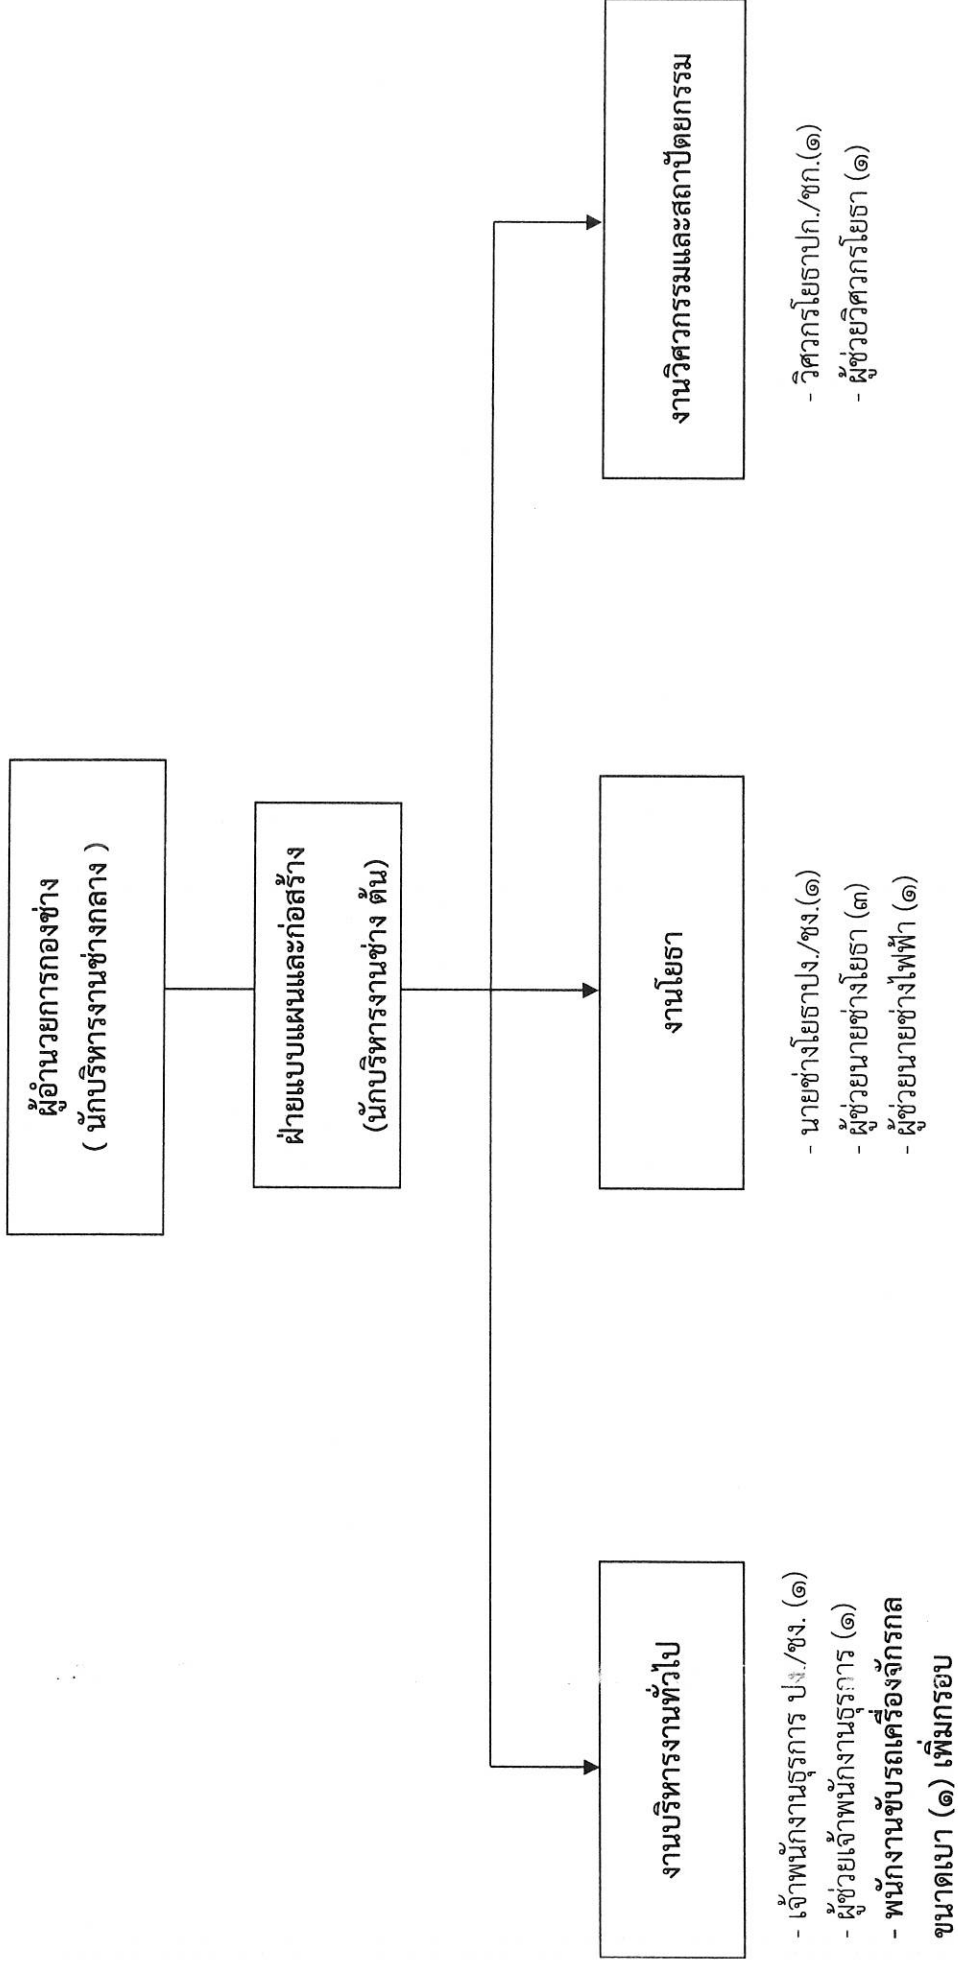 ผู้อำนวยการกองช่าง
( นักบริหารงานช่างกลาง )
ฝ่ายแบบแผนและก่อสร้าง
(นักบริหารงานช่าง ต้น)
งานบริหารงานทั่วไป
- เจ้าพนักงานธุรการ ปง./ชง. (๑)
- ผู้ช่วยเจ้าพนักงานธุรการ (๑)
- พนักงานขับรถเครื่องจักรกล
ขนาดเบา (๑) เพิ่มกรอบ
งานโยธา
- นายช่างโยธาปง./ชง.(๑)
- ผู้ช่วยนายช่างโยธา (๓)
- ผู้ช่วยนายช่างไฟฟ้า (๑)
งานวิศวกรรมและสถาปัตยกรรม
- วิศวกรโยธาปก./ชก.(๑)
- ผู้ช่วยวิศวกรโยธา (๑)